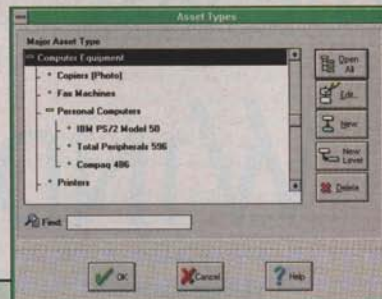 Asset Types
Major Asset Type
Computer Equipment
Copiers (Photo)
Fax Machines
Personal Computers
IBM PS/2 Model 50
Total Peripherals 596
Compaq 486
Printers
Open All
Edit...
New
New Level
Delete
Find:
OK
Cancel
Help